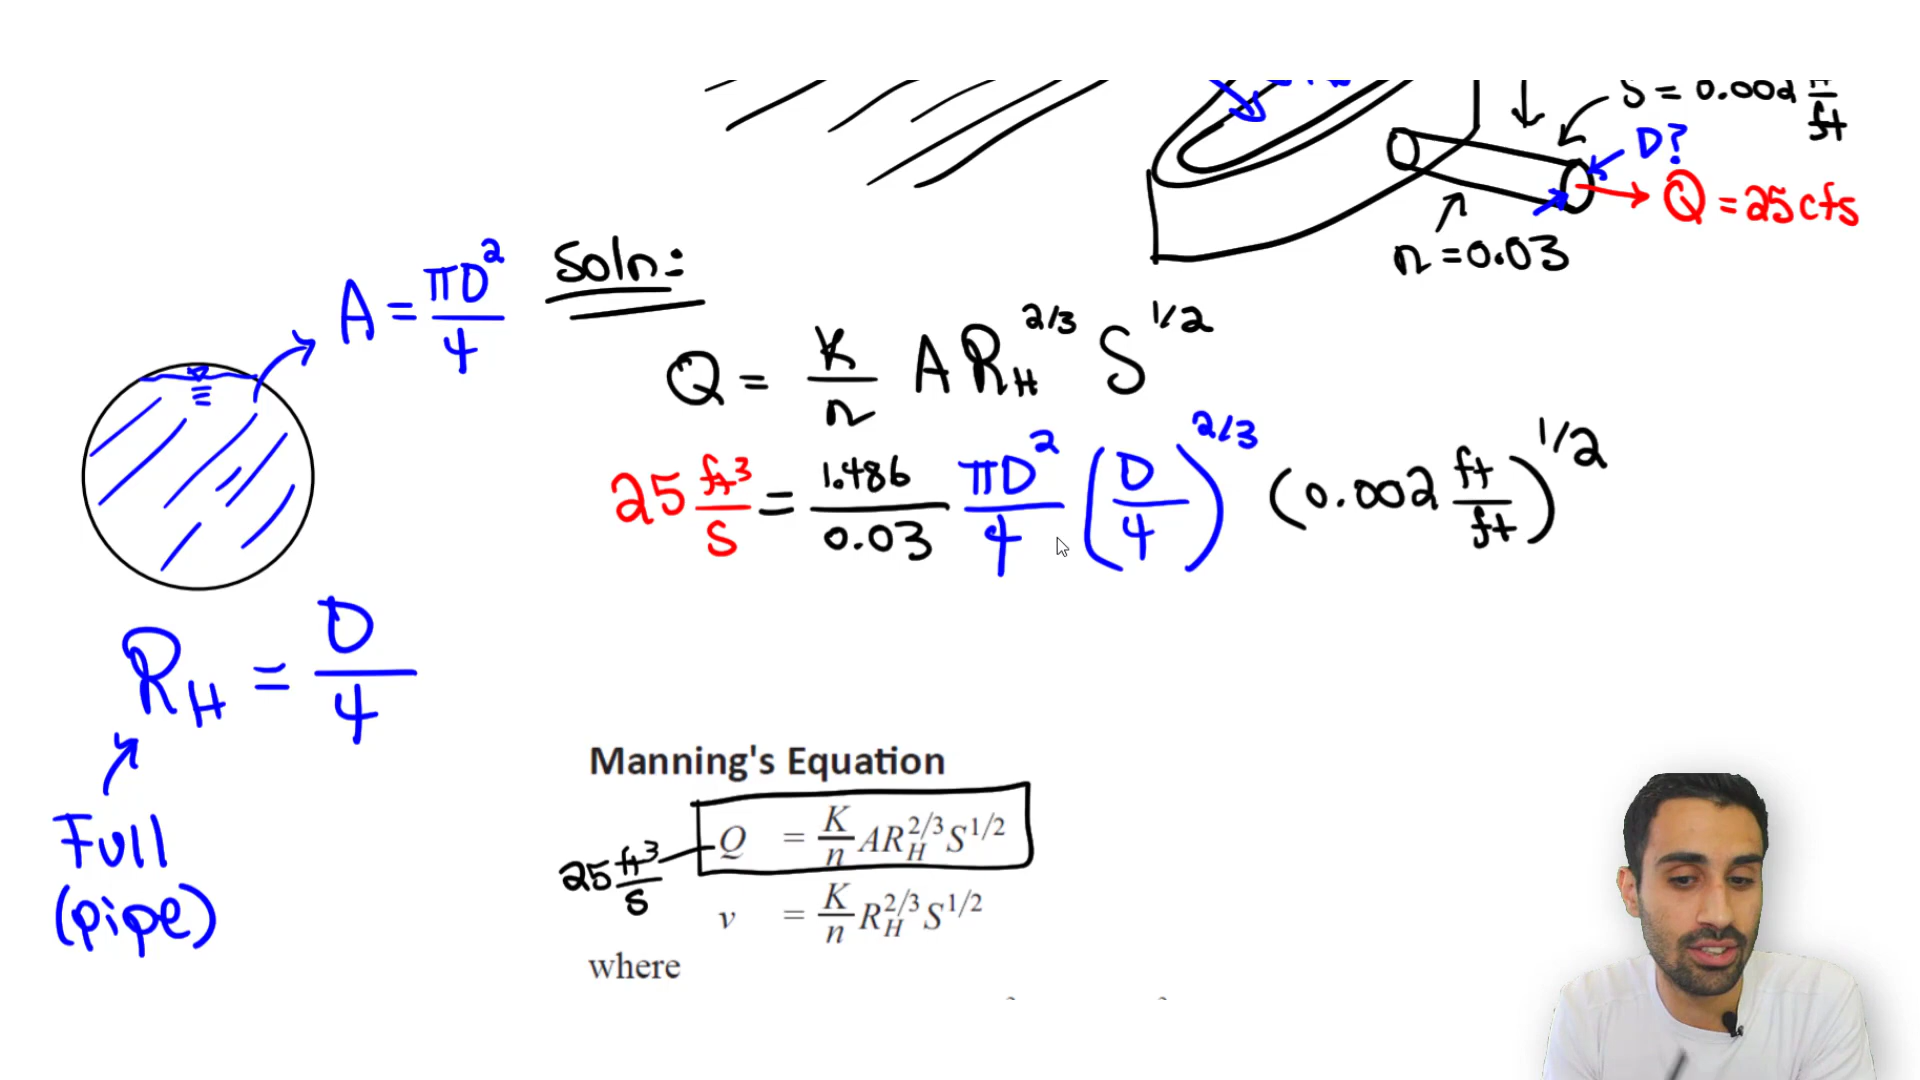 S = 0.002 ft/ft
D?
Q = 25 cfs
n = 0.03
Soln:
A = πD²/4
Q = K/n A R_H^2/3 S^1/2
25 ft³/s = 1.486/0.03 πD²/4 (D/4)^2/3 (0.002 ft/ft)^1/2
R_H = D/4
Full
(pipe)
Manning's Equation
Q = K/n AR_H^2/3 S^1/2
25 ft³/s
v = K/n R_H^2/3 S^1/2
where